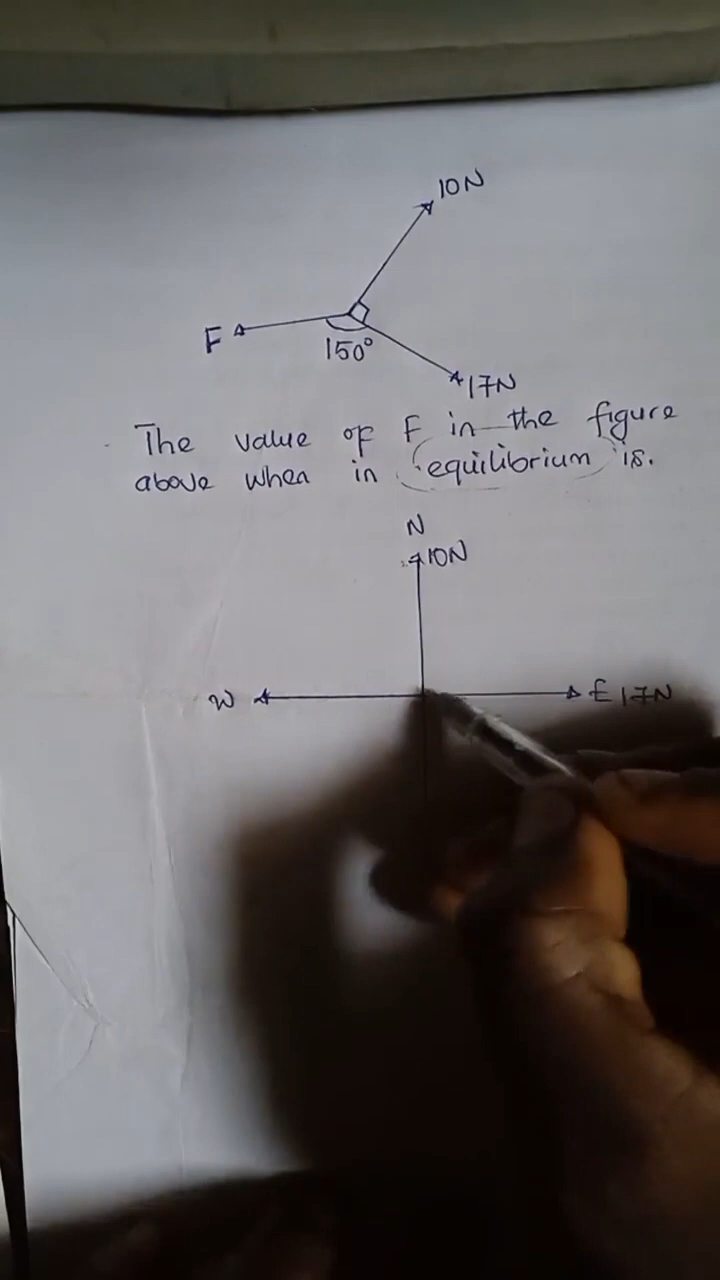 10N
F
150°
17N
The value of F in the figure
above when in equilibrium is.
N
10N
W
E 17N